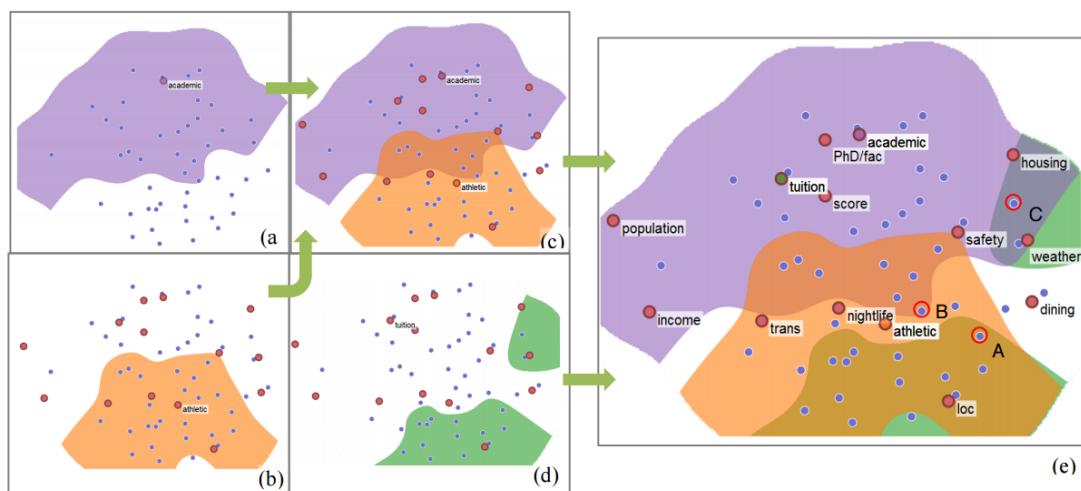 academic
(a
academic
athletic
(c)
athletic
(b)
tuition
(d)
academic
PhD/fac
housing
tuition
score
C
population
safety
weather
income
trans
nightlife
athletic
B
dining
A
loc
(e)